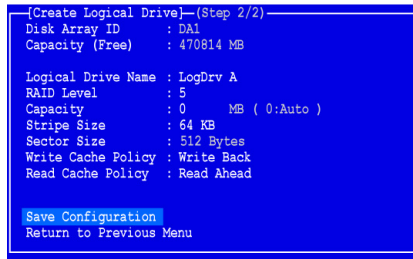 [Create Logical Drive]—(Step 2/2)
Disk Array ID : DA1
Capacity (Free) : 470814 MB
Logical Drive Name : LogDrv A
RAID Level : 5
Capacity : 0 MB ( 0:Auto )
Stripe Size : 64 KB
Sector Size : 512 Bytes
Write Cache Policy : Write Back
Read Cache Policy : Read Ahead
Save Configuration
Return to Previous Menu